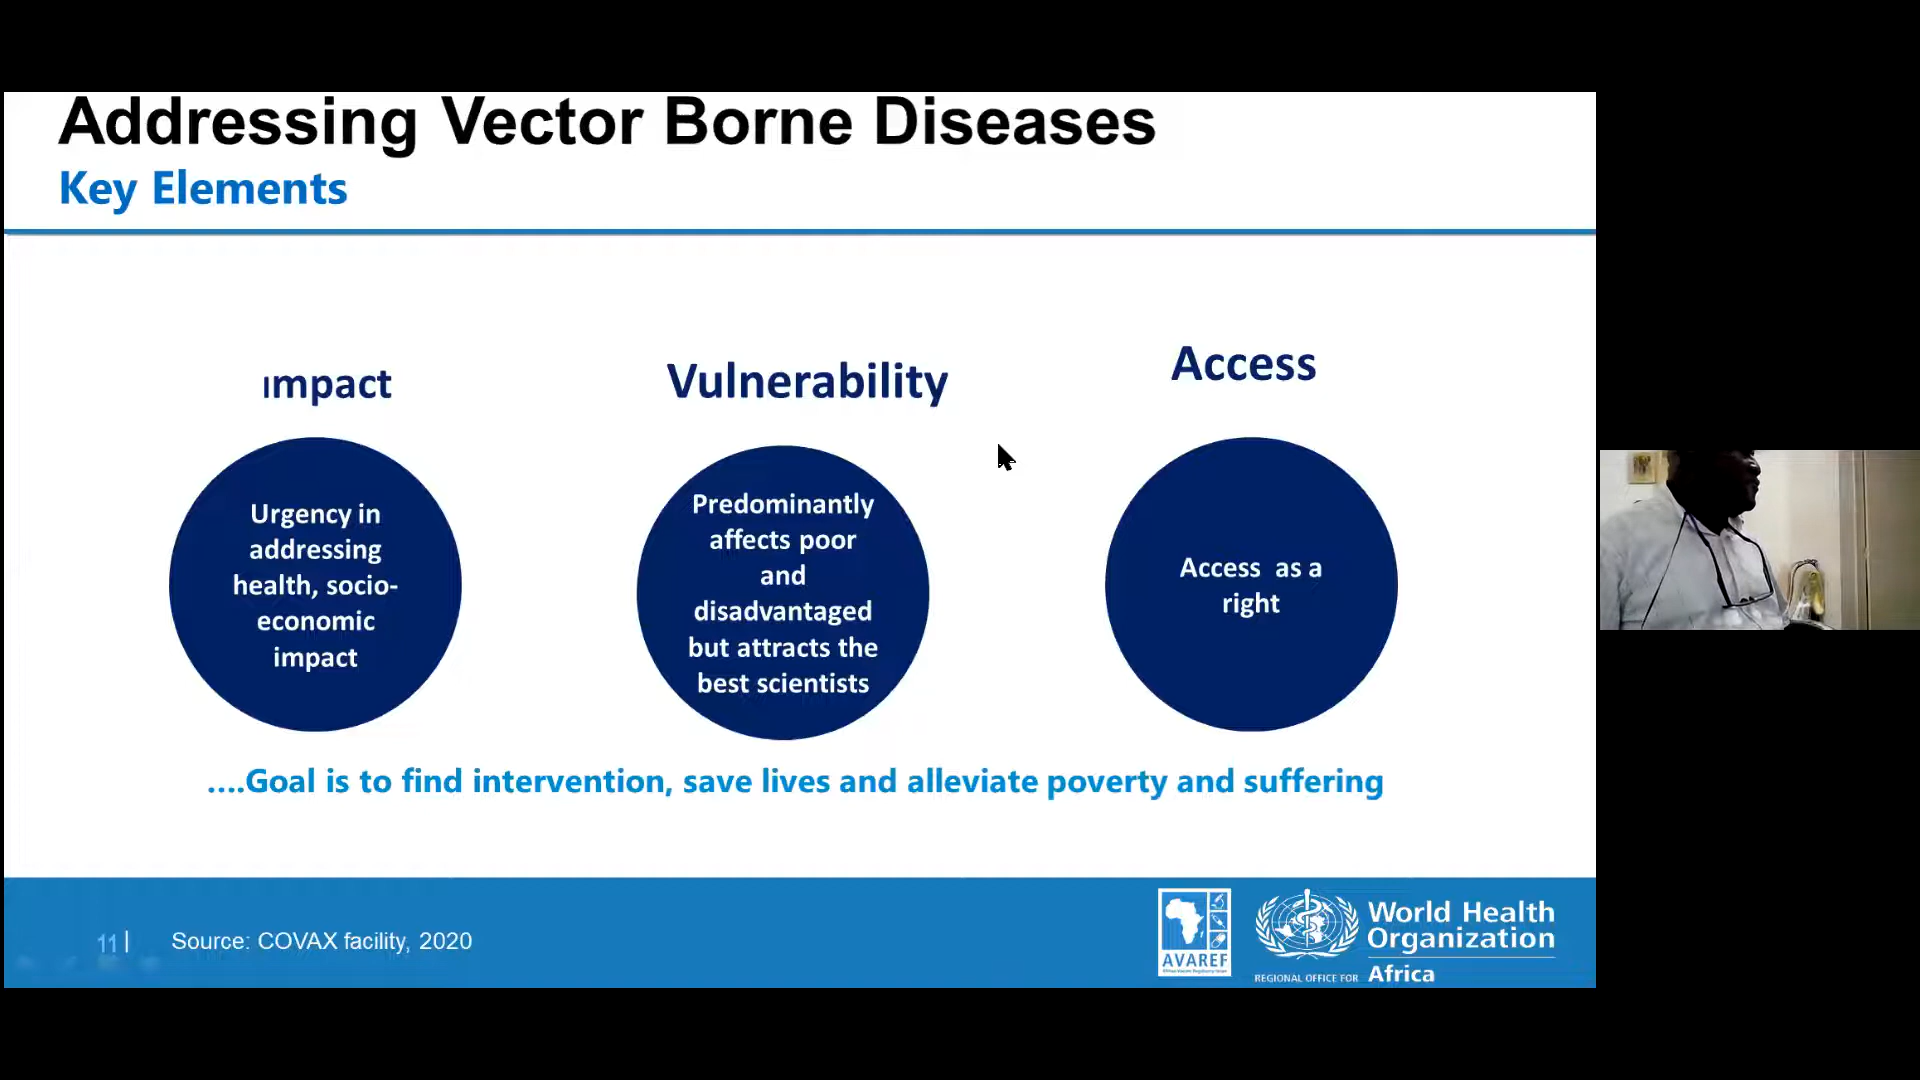 Addressing Vector Borne Diseases
Key Elements
Impact
Vulnerability
Access
Urgency in
addressing
health, socio-
economic
impact
Predominantly
affects poor
and
disadvantaged
but attracts the
best scientists
Access as a
right
....Goal is to find intervention, save lives and alleviate poverty and suffering
11|
Source: COVAX facility, 2020
AVAREF
World Health
Organization
REGIONAL OFFICE FOR Africa